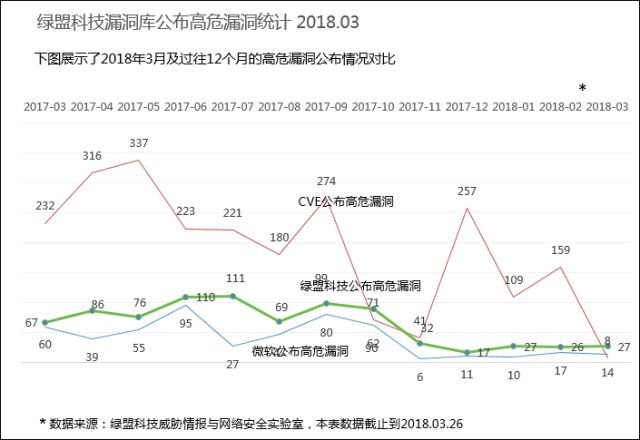 绿盟科技漏洞库公布高危漏洞统计 2018.03
下图展示了2018年3月及过往12个月的高危漏洞公布情况对比
*
2017-03 2017-04 2017-05 2017-06 2017-07 2017-08 2017-09 2017-10 2017-11 2017-12 2018-01 2018-02 2018-03
337
316
274
257
232
223 221
CVE公布高危漏洞
180
159
109
绿盟科技公布高危漏洞
99
111
110
86 76 69 71
67
41
32
60 95 80 62
17 27 26 8 27
39 55 27
微软公布高危漏洞
90
6 11 10 17 14
* 数据来源：绿盟科技威胁情报与网络安全实验室，本表数据截止到2018.03.26